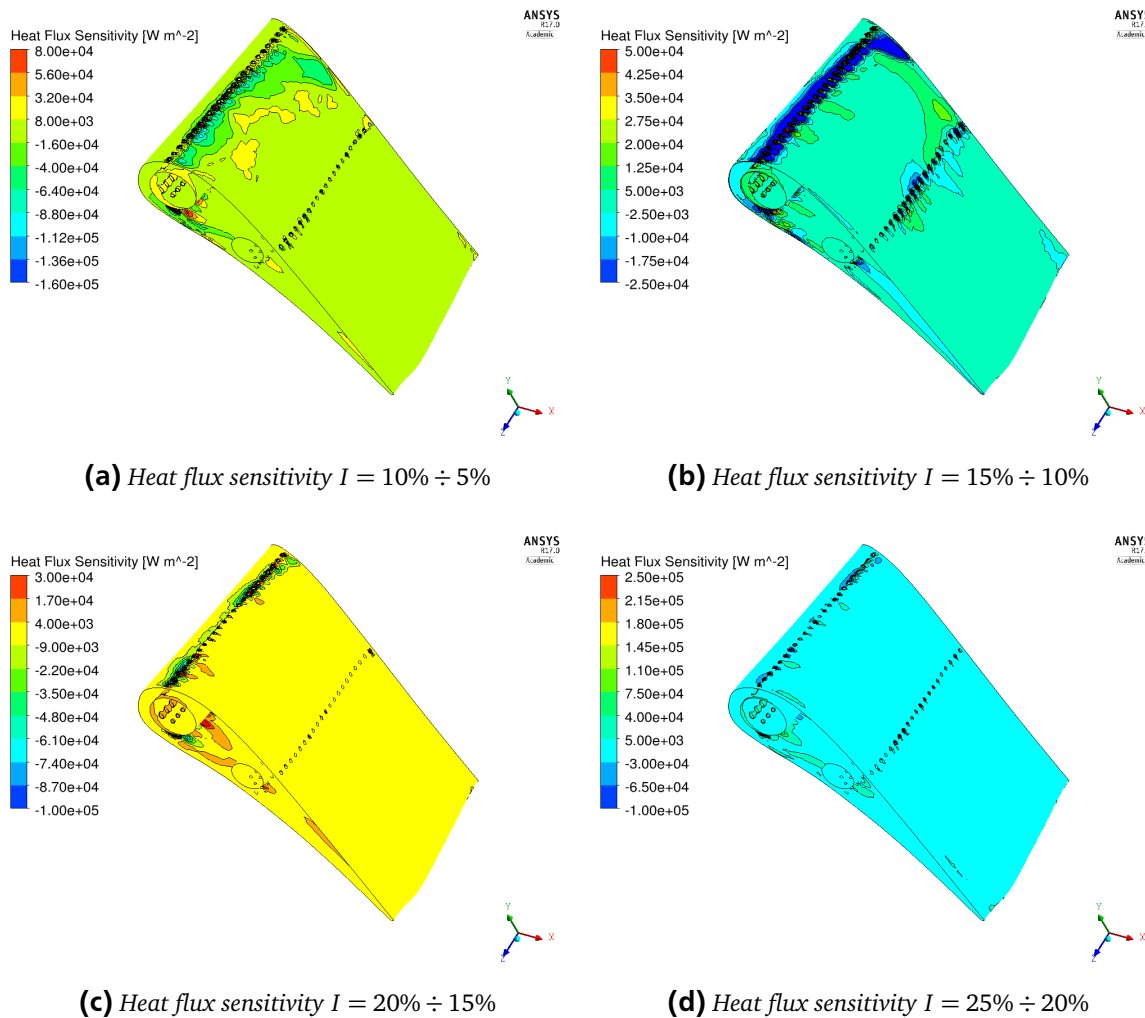 Heat Flux Sensitivity [W m^-2]
8.00e+04
5.60e+04
3.20e+04
8.00e+03
-1.60e+04
-4.00e+04
-6.40e+04
-8.80e+04
-1.12e+05
-1.36e+05
-1.60e+05
ANSYS
R17.0
Academic
Y
X
Z
(a) Heat flux sensitivity I = 10% ÷ 5%
Heat Flux Sensitivity [W m^-2]
5.00e+04
4.25e+04
3.50e+04
2.75e+04
2.00e+04
1.25e+04
5.00e+03
-2.50e+03
-1.00e+04
-1.75e+04
-2.50e+04
ANSYS
R17.0
Academic
Y
X
Z
(b) Heat flux sensitivity I = 15% ÷ 10%
Heat Flux Sensitivity [W m^-2]
3.00e+04
1.70e+04
4.00e+03
-9.00e+03
-2.20e+04
-3.50e+04
-4.80e+04
-6.10e+04
-7.40e+04
-8.70e+04
-1.00e+05
ANSYS
R17.0
Academic
Y
X
Z
(c) Heat flux sensitivity I = 20% ÷ 15%
Heat Flux Sensitivity [W m^-2]
2.50e+05
2.15e+05
1.80e+05
1.45e+05
1.10e+05
7.50e+04
4.00e+04
5.00e+03
-3.00e+04
-6.50e+04
-1.00e+05
ANSYS
R17.0
Academic
Y
X
Z
(d) Heat flux sensitivity I = 25% ÷ 20%